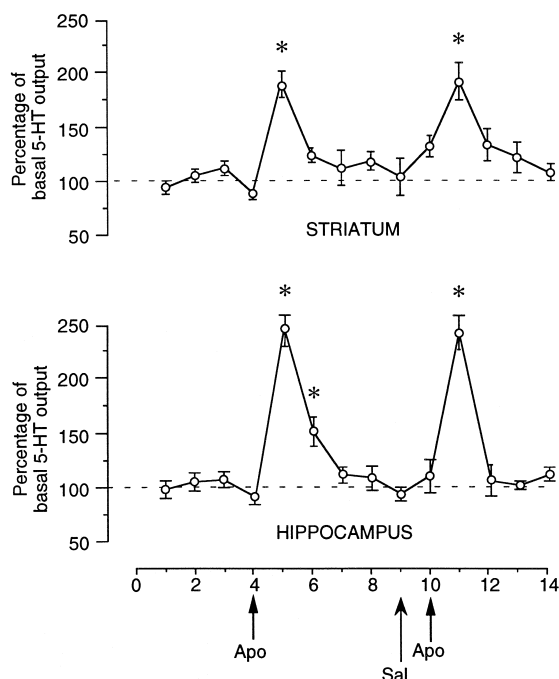 250
200
150
100
50
Percentage of
basal 5-HT output
*
*
STRIATUM
250
200
150
100
50
Percentage of
basal 5-HT output
*
*
*
HIPPOCAMPUS
0 2 4 6 8 10 12 14
Apo
Sal
Apo